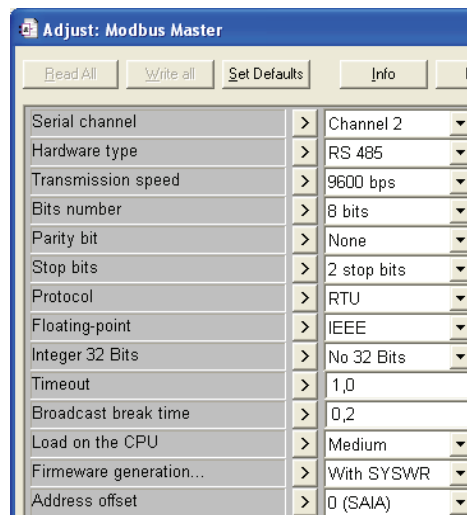 Adjust: Modbus Master
Read All Write all Set Defaults Info
Serial channel > Channel 2
Hardware type > RS 485
Transmission speed > 9600 bps
Bits number > 8 bits
Parity bit > None
Stop bits > 2 stop bits
Protocol > RTU
Floating-point > IEEE
Integer 32 Bits > No 32 Bits
Timeout > 1,0
Broadcast break time > 0,2
Load on the CPU > Medium
Firmeware generation... > With SYSWR
Address offset > 0 (SAIA)